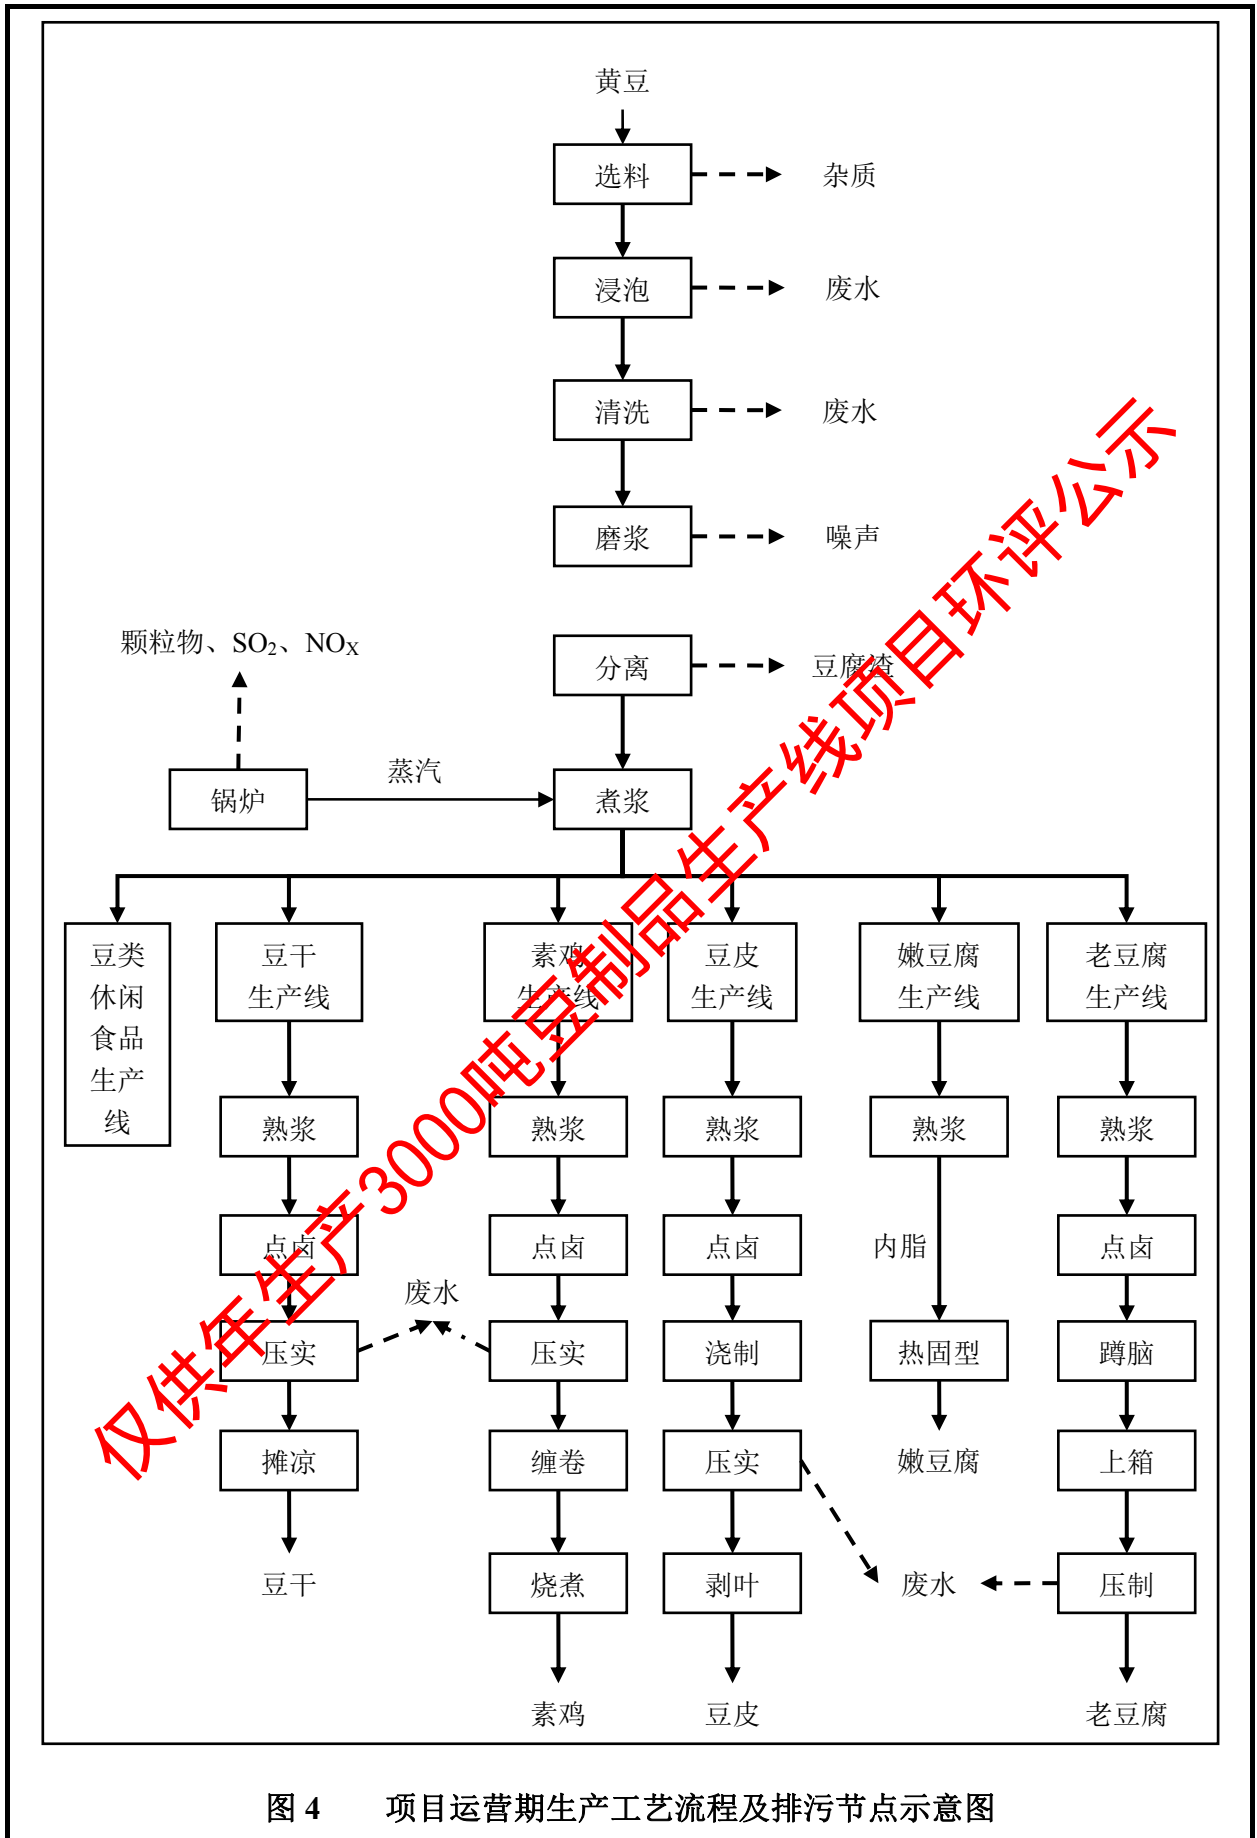 黄豆
选料
杂质
浸泡
废水
清洗
废水
磨浆
噪声
颗粒物、SO₂、NOₓ
分离
豆腐渣
锅炉
蒸汽
煮浆
豆类
休闲
食品
生产
线
豆干
生产线
素鸡
生产线
豆皮
生产线
嫩豆腐
生产线
老豆腐
生产线
熟浆
熟浆
熟浆
熟浆
熟浆
点卤
点卤
点卤
内脂
点卤
废水
压实
压实
浇制
热固型
蹲脑
摊凉
缠卷
压实
嫩豆腐
上箱
豆干
烧煮
剥叶
废水
压制
素鸡
豆皮
老豆腐
仅供年生产3000吨豆制品生产线项目环评公示
图 4 项目运营期生产工艺流程及排污节点示意图